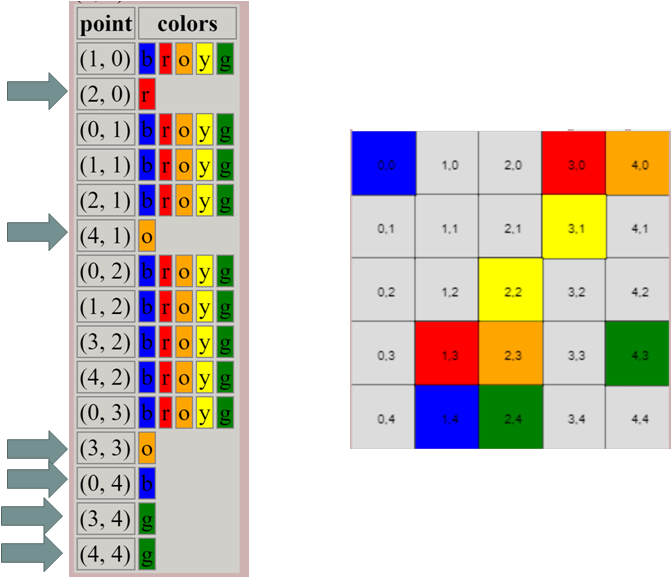 point colors
(1, 0) b r o y g
(2, 0) r
(0, 1) b r o y g
(1, 1) b r o y g
(2, 1) b r o y g
(4, 1) o
(0, 2) b r o y g
(1, 2) b r o y g
(3, 2) b r o y g
(4, 2) b r o y g
(0, 3) b r o y g
(3, 3) o
(0, 4) b
(3, 4) g
(4, 4) g
0,0 1,0 2,0 3,0 4,0
0,1 1,1 2,1 3,1 4,1
0,2 1,2 2,2 3,2 4,2
0,3 1,3 2,3 3,3 4,3
0,4 1,4 2,4 3,4 4,4